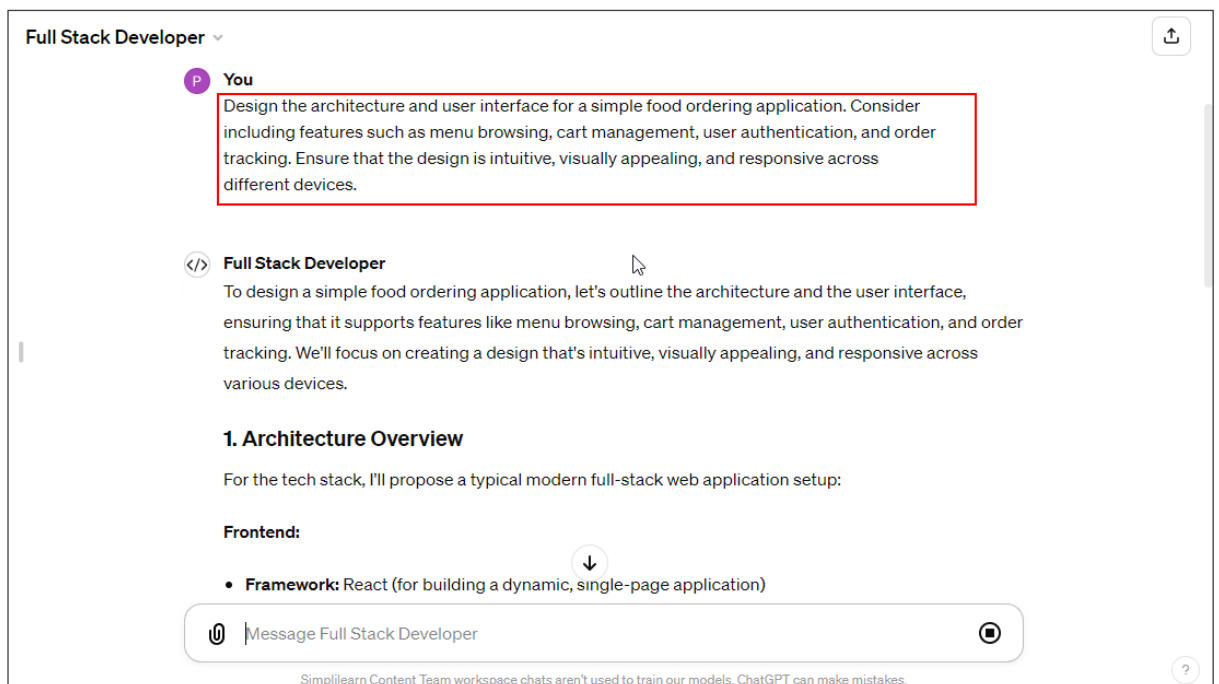 Full Stack Developer
P
You
Design the architecture and user interface for a simple food ordering application. Consider
including features such as menu browsing, cart management, user authentication, and order
tracking. Ensure that the design is intuitive, visually appealing, and responsive across
different devices.
</>
Full Stack Developer
To design a simple food ordering application, let's outline the architecture and the user interface,
ensuring that it supports features like menu browsing, cart management, user authentication, and order
tracking. We'll focus on creating a design that's intuitive, visually appealing, and responsive across
various devices.
1. Architecture Overview
For the tech stack, I'll propose a typical modern full-stack web application setup:
Frontend:
• Framework: React (for building a dynamic, single-page application)
Message Full Stack Developer
Simplilearn Content Team workspace chats aren't used to train our models. ChatGPT can make mistakes.
?